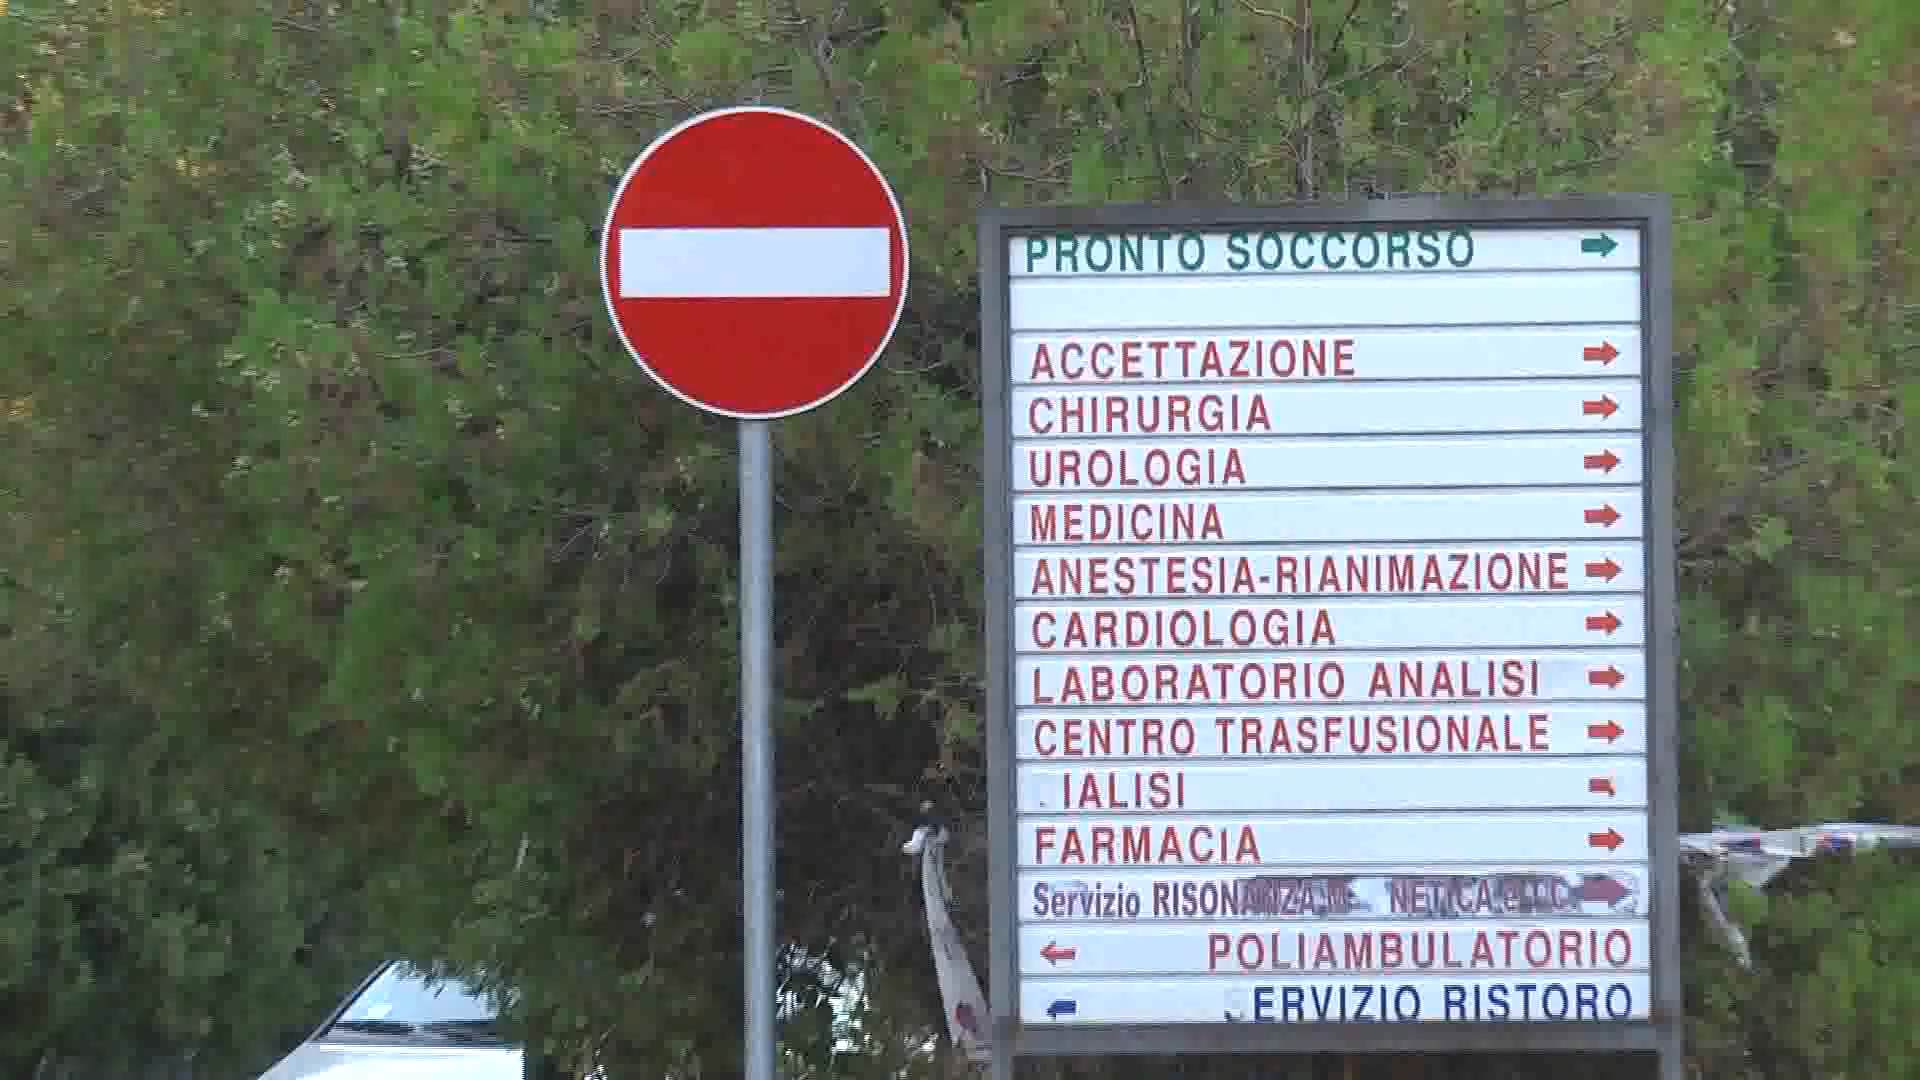 PRONTO SOCCORSO
ACCETTAZIONE
CHIRURGIA
UROLOGIA
MEDICINA
ANESTESIA-RIANIMAZIONE
CARDIOLOGIA
LABORATORIO ANALISI
CENTRO TRASFUSIONALE
IALISI
FARMACIA
Servizio RISONANZA
POLIAMBULATORIO
ERVIZIO RISTORO